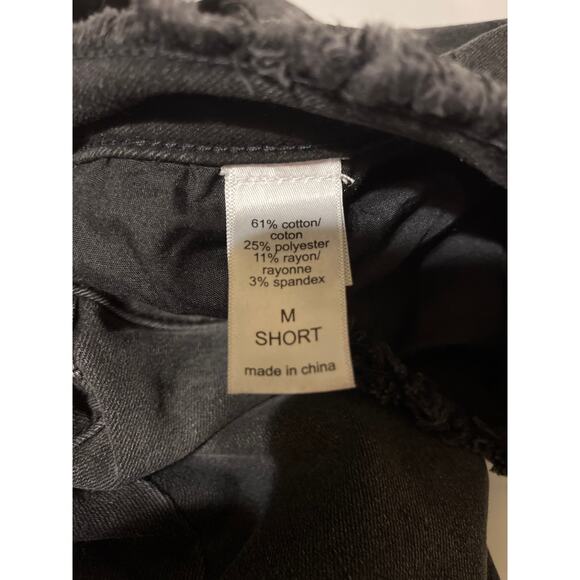 61% cotton/
coton
25% polyester
11% rayon/
rayonne
3% spandex
M
SHORT
made in china